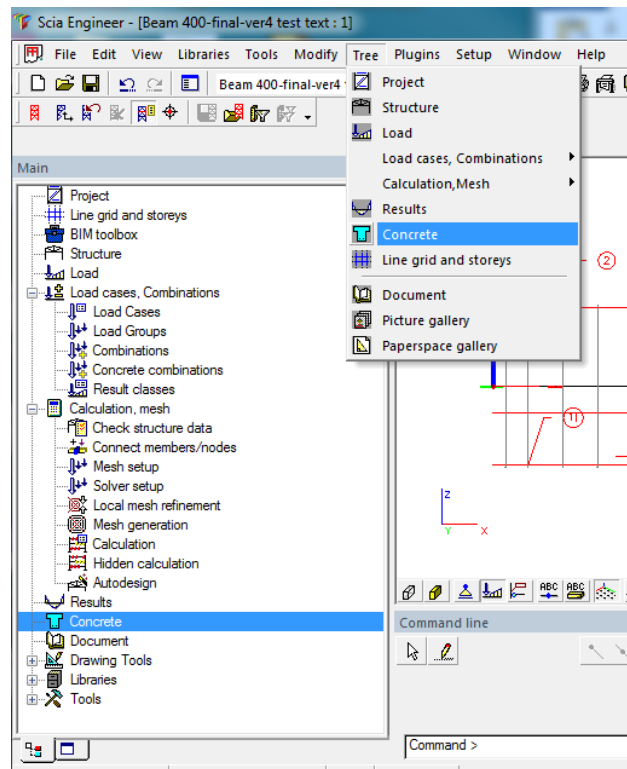 Scia Engineer - [Beam 400-final-ver4 test text : 1]
File Edit View Libraries Tools Modify Tree Plugins Setup Window Help
Beam 400-final-ver4
Project
Structure
Load
Load cases, Combinations
Calculation,Mesh
Results
Concrete
Line grid and storeys
Document
Picture gallery
Paperspace gallery
Main
Project
Line grid and storeys
BIM toolbox
Structure
Load
Load cases, Combinations
Load Cases
Load Groups
Combinations
Concrete combinations
Result classes
Calculation, mesh
Check structure data
Connect members/nodes
Mesh setup
Solver setup
Local mesh refinement
Mesh generation
Calculation
Hidden calculation
Autodesign
Results
Concrete
Document
Drawing Tools
Libraries
Tools
2
z
Y x
ABC ABC
Command line
Command >